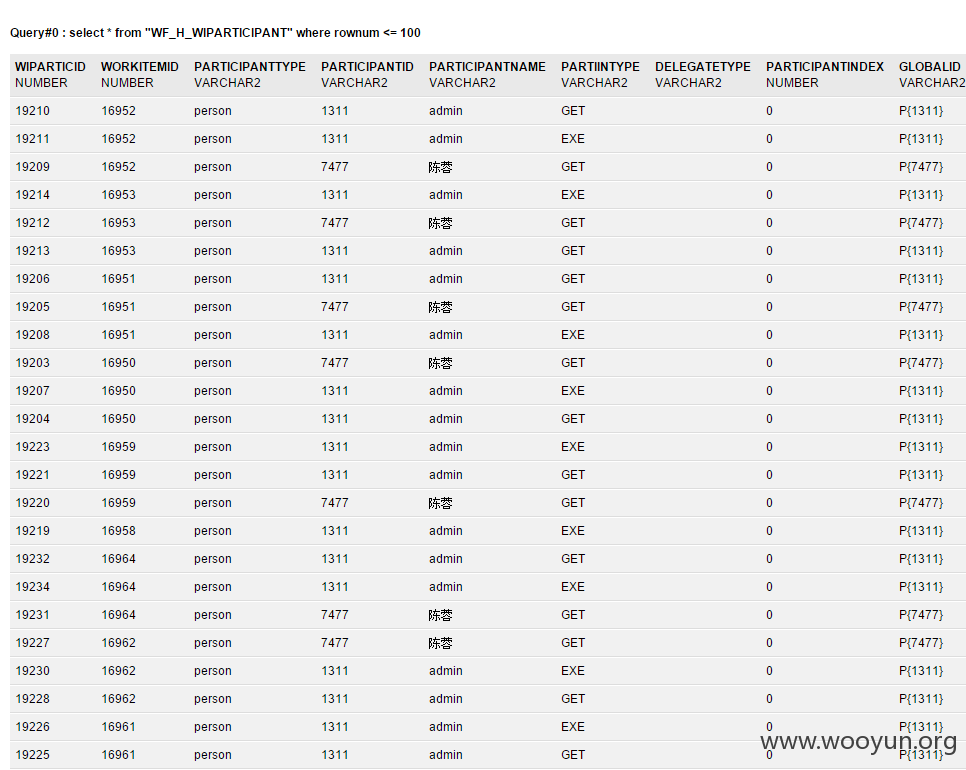 Query#0 : select * from "WF_H_WIPARTICIPANT" where rownum <= 100
WIPARTICID WORKITEMID PARTICIPANTTYPE PARTICIPANTID PARTICIPANTNAME PARTIINTYPE DELEGATETYPE PARTICIPANTINDEX GLOBALID
NUMBER NUMBER VARCHAR2 VARCHAR2 VARCHAR2 VARCHAR2 VARCHAR2 NUMBER VARCHAR2
19210 16952 person 1311 admin GET 0 P{1311}
19211 16952 person 1311 admin EXE 0 P{1311}
19209 16952 person 7477 陈蓉 GET 0 P{7477}
19214 16953 person 1311 admin EXE 0 P{1311}
19212 16953 person 7477 陈蓉 GET 0 P{7477}
19213 16953 person 1311 admin GET 0 P{1311}
19206 16951 person 1311 admin GET 0 P{1311}
19205 16951 person 7477 陈蓉 GET 0 P{7477}
19208 16951 person 1311 admin EXE 0 P{1311}
19203 16950 person 7477 陈蓉 GET 0 P{7477}
19207 16950 person 1311 admin EXE 0 P{1311}
19204 16950 person 1311 admin GET 0 P{1311}
19223 16959 person 1311 admin EXE 0 P{1311}
19221 16959 person 1311 admin GET 0 P{1311}
19220 16959 person 7477 陈蓉 GET 0 P{7477}
19219 16958 person 1311 admin EXE 0 P{1311}
19232 16964 person 1311 admin GET 0 P{1311}
19234 16964 person 1311 admin EXE 0 P{1311}
19231 16964 person 7477 陈蓉 GET 0 P{7477}
19227 16962 person 7477 陈蓉 GET 0 P{7477}
19230 16962 person 1311 admin EXE 0 P{1311}
19228 16962 person 1311 admin GET 0 P{1311}
19226 16961 person 1311 admin EXE 0 P{1311}
19225 16961 person 1311 admin GET 0 P{1311}
www.wooyun.org